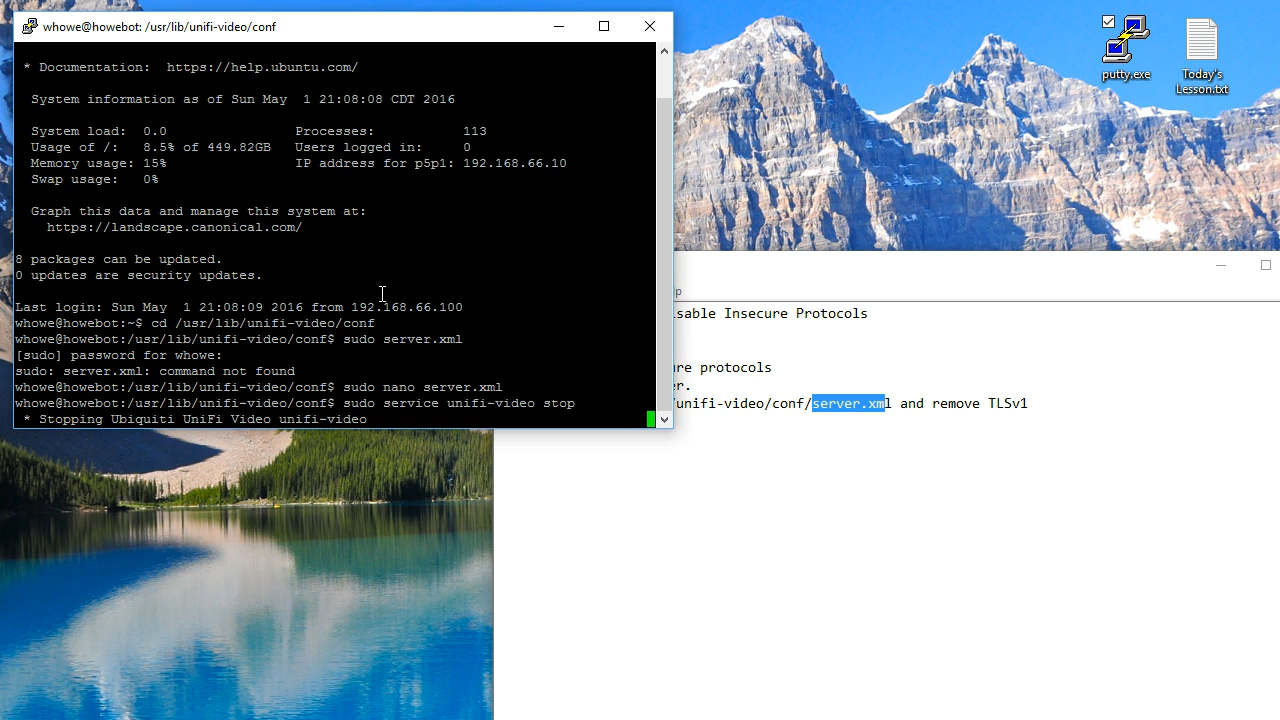 whowe@howebot: /usr/lib/unifi-video/conf
* Documentation:  https://help.ubuntu.com/
System information as of Sun May  1 21:08:08 CDT 2016
System load:  0.0                Processes:           113
Usage of /:   8.5% of 449.82GB   Users logged in:     0
Memory usage: 15%                IP address for p5p1: 192.168.66.10
Swap usage:   0%
Graph this data and manage this system at:
https://landscape.canonical.com/
8 packages can be updated.
0 updates are security updates.
Last login: Sun May  1 21:08:09 2016 from 192.168.66.100
whowe@howebot:~$ cd /usr/lib/unifi-video/conf
whowe@howebot:/usr/lib/unifi-video/conf$ sudo server.xml
[sudo] password for whowe:
sudo: server.xml: command not found
whowe@howebot:/usr/lib/unifi-video/conf$ sudo nano server.xml
whowe@howebot:/usr/lib/unifi-video/conf$ sudo service unifi-video stop
* Stopping Ubiquiti UniFi Video unifi-video
putty.exe
Today's
Lesson.txt
p
isable Insecure Protocols
re protocols
er.
/unifi-video/conf/server.xml and remove TLSv1